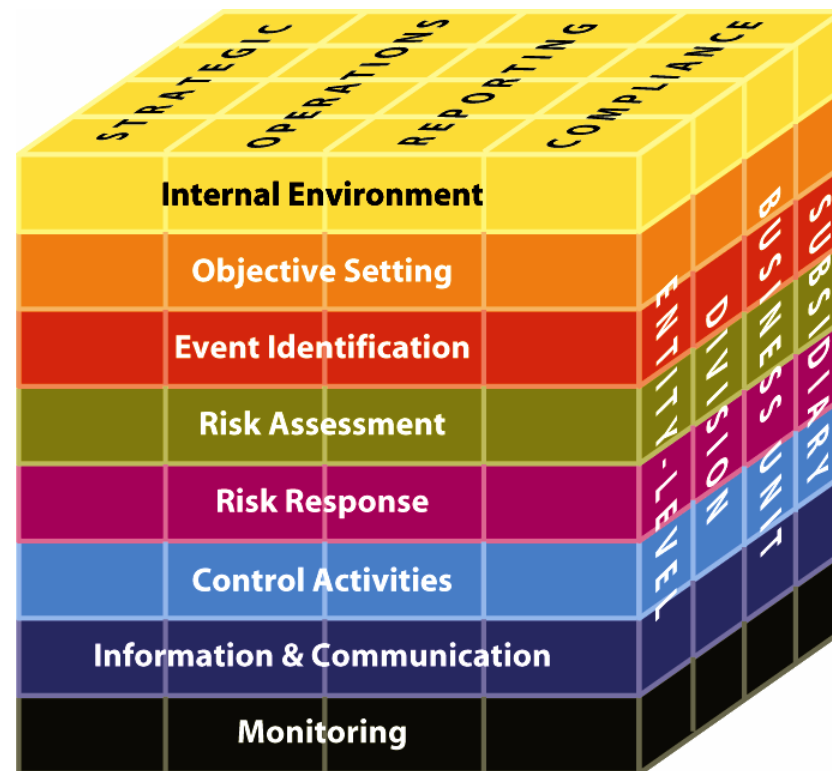 STRATEGIC
OPERATIONS
REPORTING
COMPLIANCE
Internal Environment
Objective Setting
Event Identification
Risk Assessment
Risk Response
Control Activities
Information & Communication
Monitoring
ENTITY-LEVEL
DIVISION
BUSINESS UNIT
SUBSIDIARY